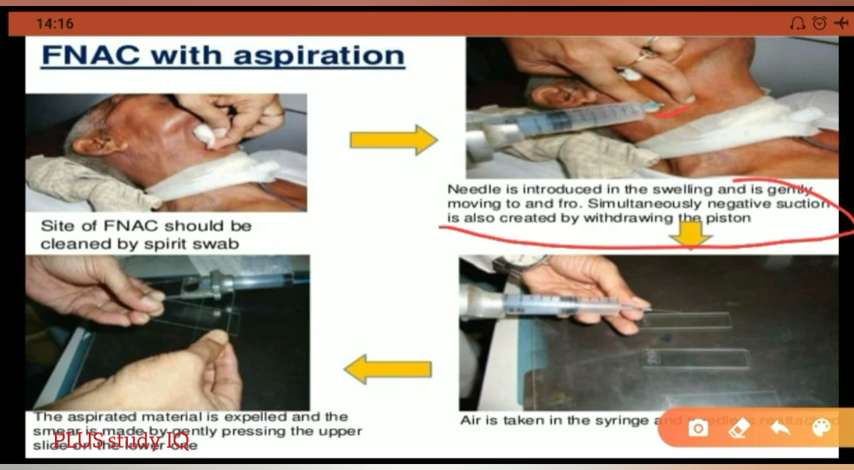 14:16
FNAC with aspiration
Site of FNAC should be
cleaned by spirit swab
Needle is introduced in the swelling and is gently
moving to and fro. Simultaneously negative suction
is also created by withdrawing the piston
Air is taken in the syringe and
The aspirated material is expelled and the
smear is made by gently pressing the upper
slide on the lower one
PLUS study IQ